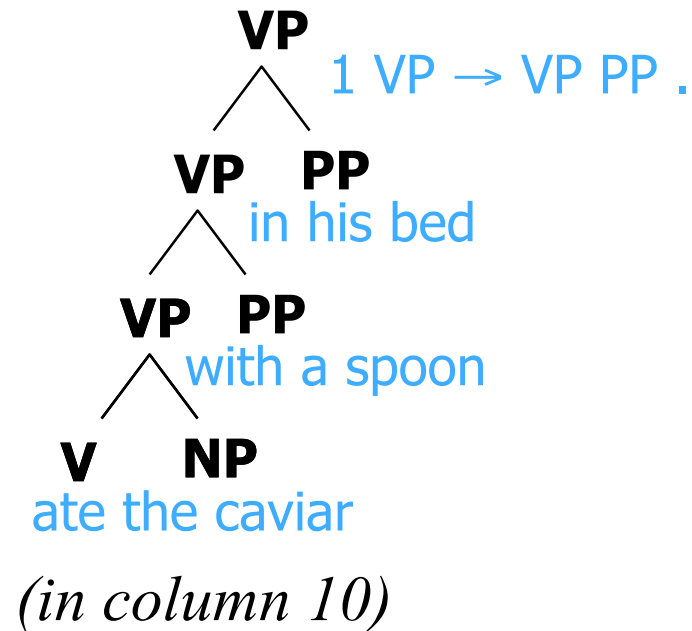 VP
1 VP → VP PP .
VP PP
in his bed
VP PP
with a spoon
V NP
ate the caviar
(in column 10)